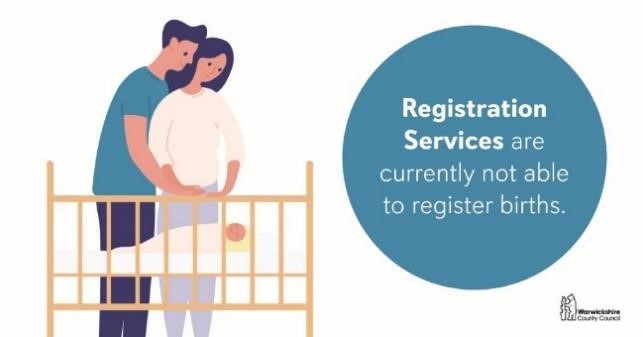 Registration
Services are
currently not able
to register births.
Warwickshire
County Council